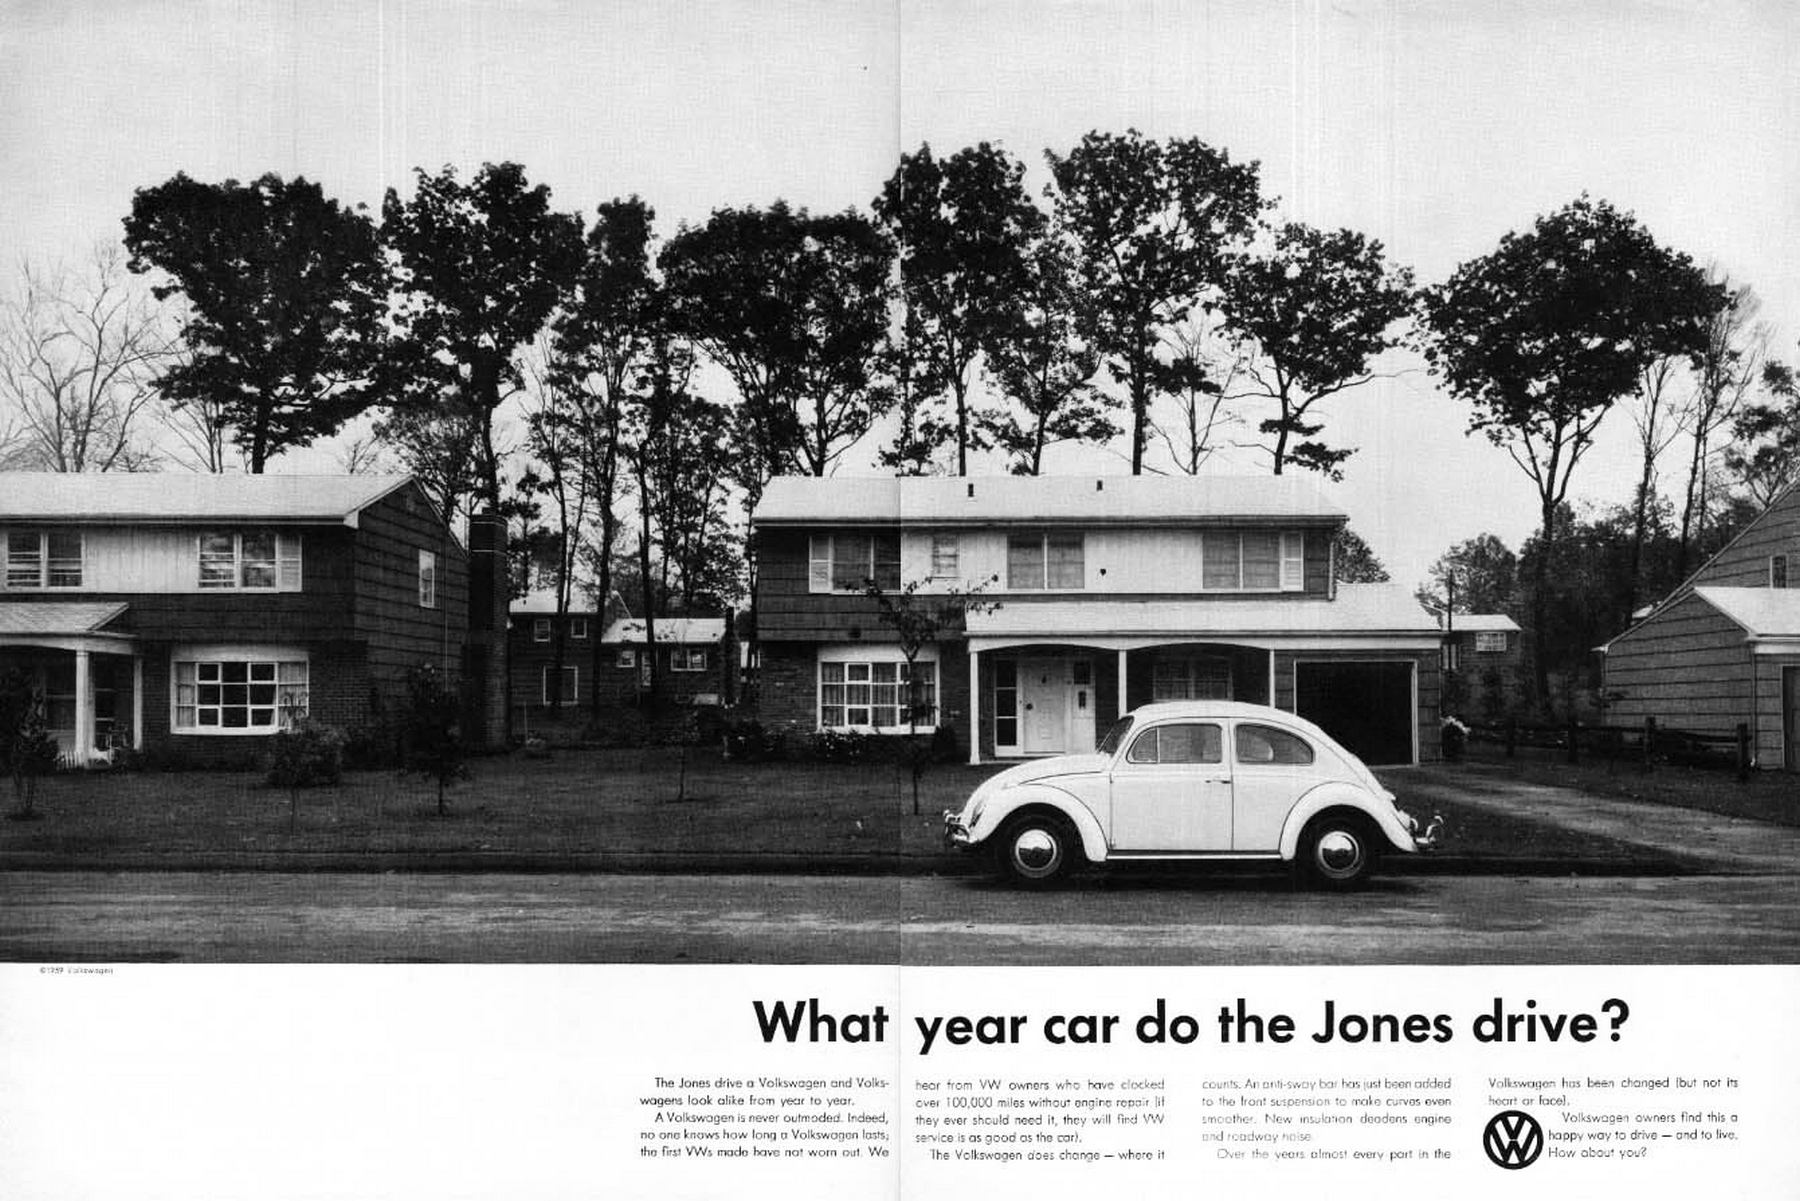 ©1959 Volkswagen
What year car do the Jones drive?
The Jones drive a Volkswagen and Volks-
wagens look alike from year to year.
A Volkswagen is never outmoded. Indeed,
no one knows how long a Volkswagen lasts;
the first VWs made have not worn out. We
hear from VW owners who have clocked
over 100,000 miles without engine repair (if
they ever should need it, they will find VW
service is as good as the car).
The Volkswagen does change — where it
counts. An anti-sway bar has just been added
to the front suspension to make curves even
smoother. New insulation deadens engine
and roadway noise.
Over the years almost every part in the
Volkswagen has been changed (but not its
heart or face).
Volkswagen owners find this a
happy way to drive — and to live.
How about you?
VW